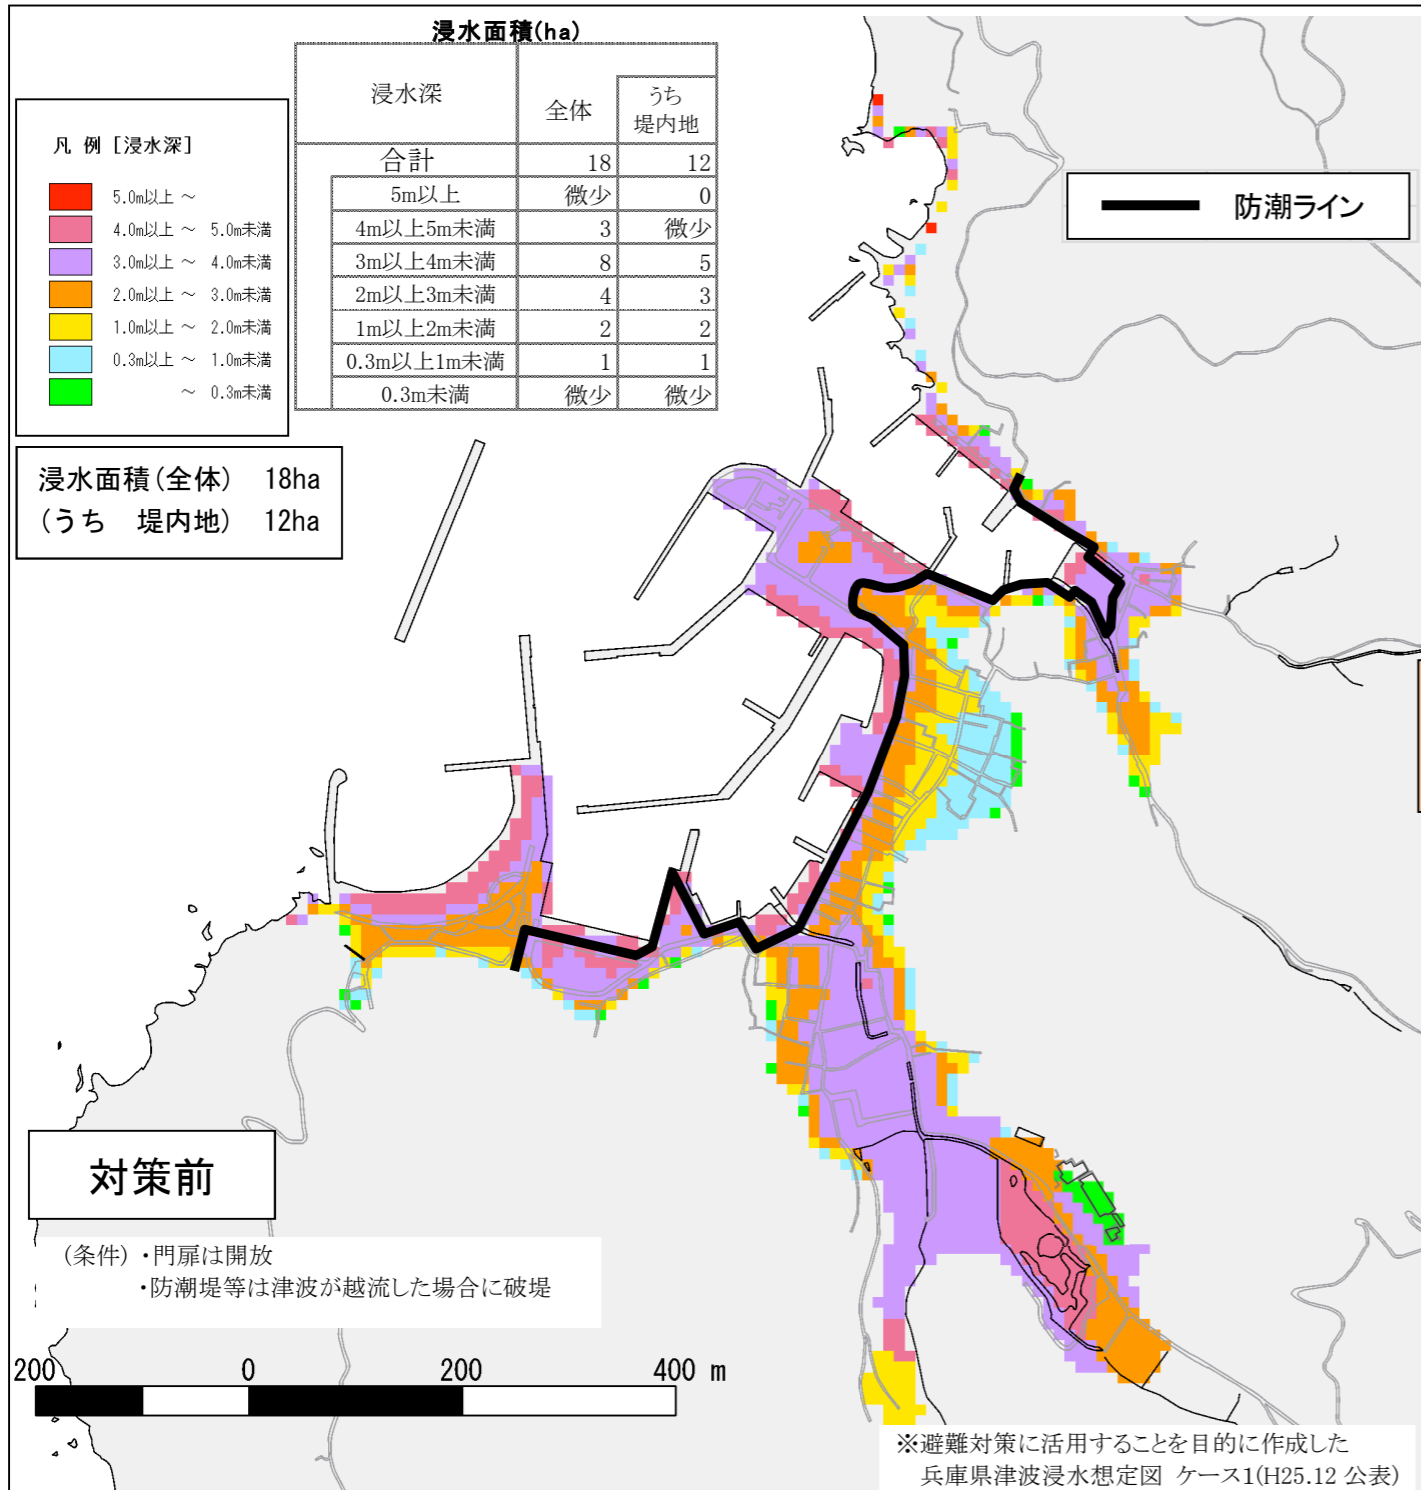 浸水面積(ha)
浸水深 全体 うち 堤内地
合計 18 12
5m以上 微少 0
4m以上5m未満 3 微少
3m以上4m未満 8 5
2m以上3m未満 4 3
1m以上2m未満 2 2
0.3m以上1m未満 1 1
0.3m未満 微少 微少
凡 例 [浸水深]
5.0m以上 ～
4.0m以上 ～ 5.0m未満
3.0m以上 ～ 4.0m未満
2.0m以上 ～ 3.0m未満
1.0m以上 ～ 2.0m未満
0.3m以上 ～ 1.0m未満
～ 0.3m未満
防潮ライン
浸水面積(全体) 18ha
(うち 堤内地) 12ha
対策前
(条件) ・門扉は開放
・防潮堤等は津波が越流した場合に破堤
200 0 200 400 m
※避難対策に活用することを目的に作成した
兵庫県津波浸水想定図 ケース1(H25.12 公表)